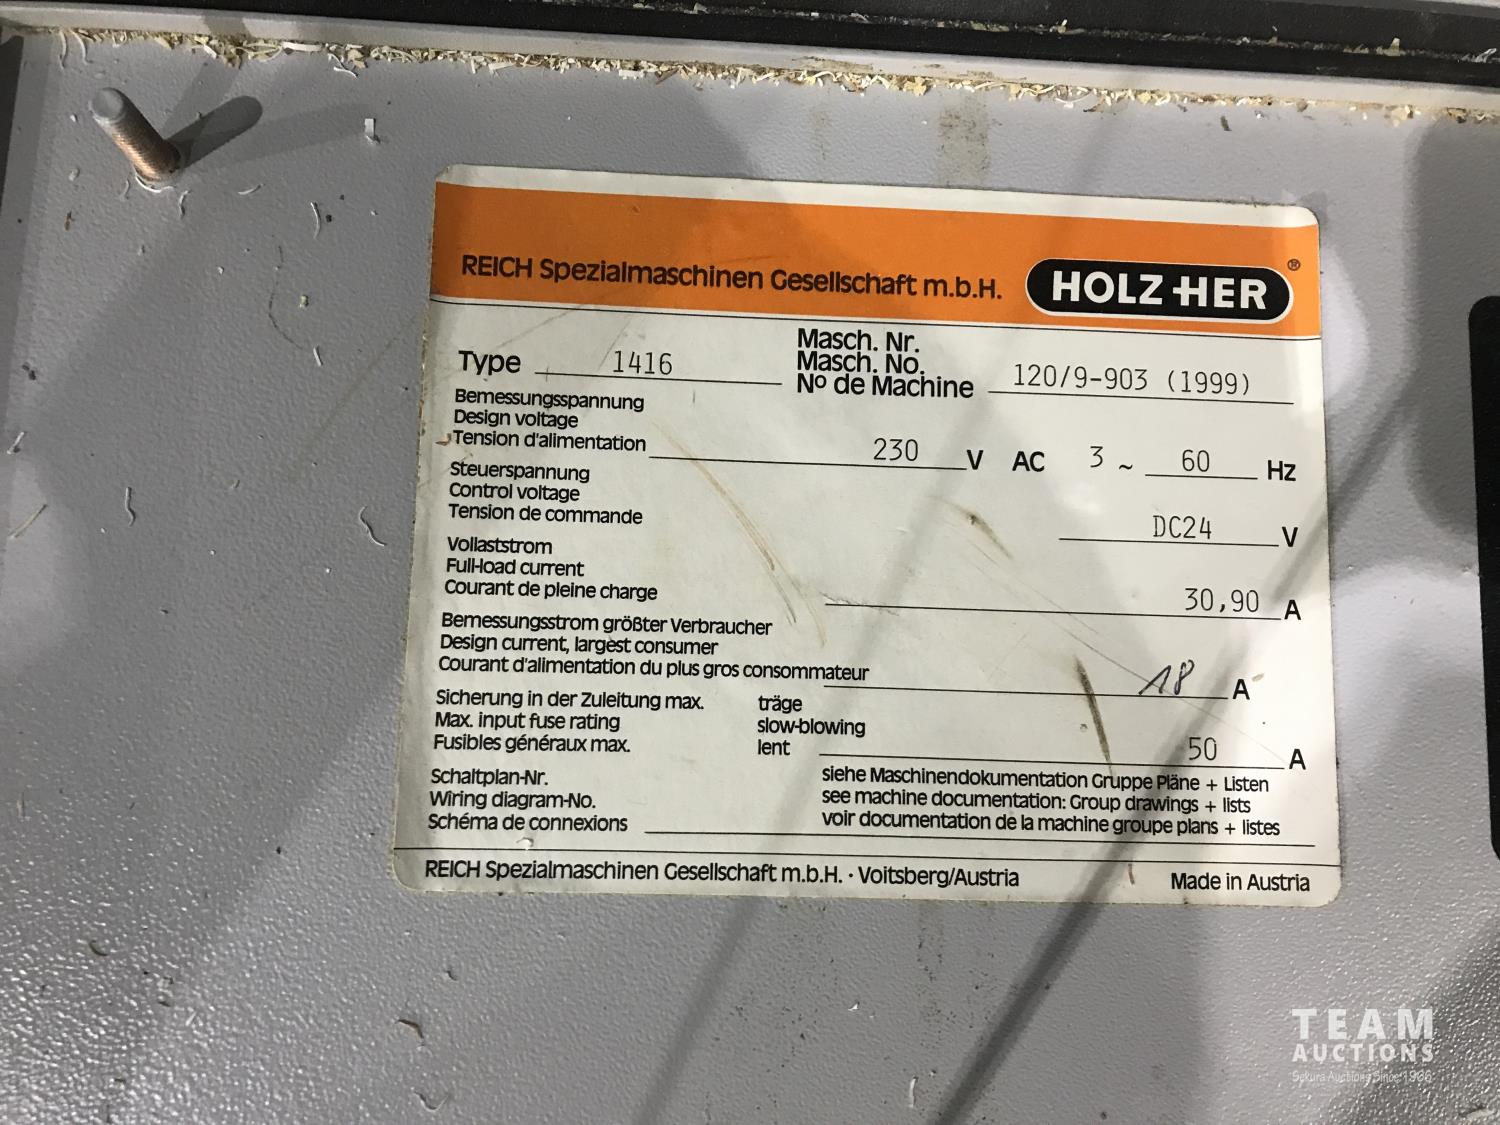 REICH Spezialmaschinen Gesellschaft m.b.H. HOLZ-HER ®
Type 1416
Masch. Nr.
Masch. No.
Nº de Machine 120/9-903 (1999)
Bemessungsspannung
Design voltage
Tension d'alimentation 230 V AC 3 ~ 60 Hz
Steuerspannung
Control voltage
Tension de commande DC24 V
Vollaststrom
Full-load current
Courant de pleine charge 30,90 A
Bemessungsstrom größter Verbraucher
Design current, largest consumer
Courant d'alimentation du plus gros consommateur 18 A
Sicherung in der Zuleitung max. träge
Max. input fuse rating slow-blowing
Fusibles généraux max. lent 50 A
Schaltplan-Nr. siehe Maschinendokumentation Gruppe Pläne + Listen
Wiring diagram-No. see machine documentation: Group drawings + lists
Schéma de connexions voir documentation de la machine groupe plans + listes
REICH Spezialmaschinen Gesellschaft m.b.H. · Voitsberg/Austria Made in Austria
TEAM
AUCTIONS
Sekura Auctions Since 1966